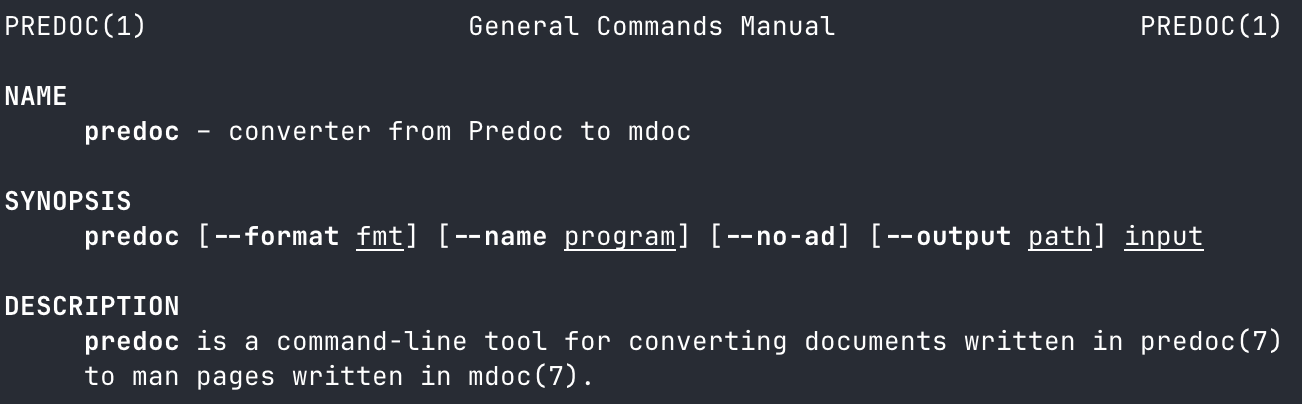 PREDOC(1) General Commands Manual PREDOC(1)
NAME
predoc – converter from Predoc to mdoc
SYNOPSIS
predoc [--format fmt] [--name program] [--no-ad] [--output path] input
DESCRIPTION
predoc is a command-line tool for converting documents written in predoc(7)
to man pages written in mdoc(7).